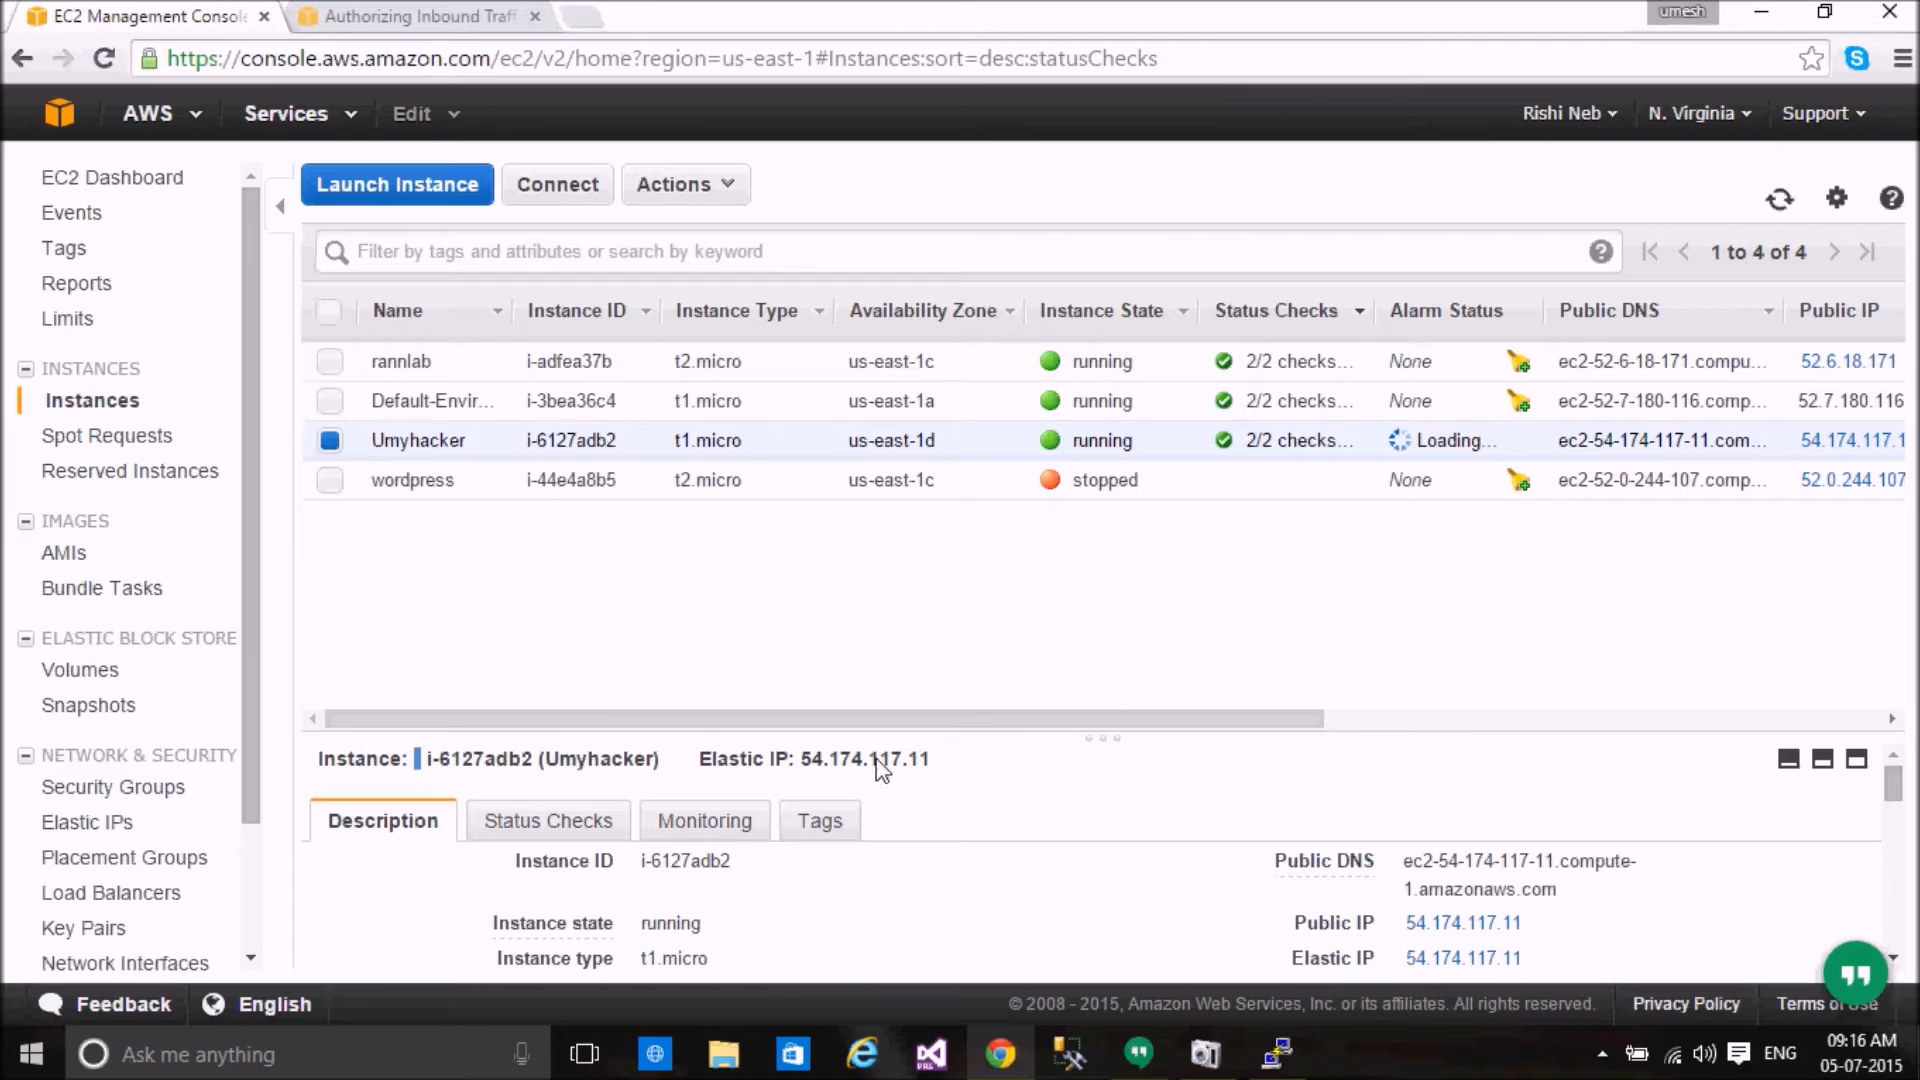 EC2 Management Console
Authorizing Inbound Traff
umesh
https://console.aws.amazon.com/ec2/v2/home?region=us-east-1#Instances:sort=desc:statusChecks
AWS Services Edit Rishi Neb N. Virginia Support
EC2 Dashboard
Events
Tags
Reports
Limits
INSTANCES
Instances
Spot Requests
Reserved Instances
IMAGES
AMIs
Bundle Tasks
ELASTIC BLOCK STORE
Volumes
Snapshots
NETWORK & SECURITY
Security Groups
Elastic IPs
Placement Groups
Load Balancers
Key Pairs
Network Interfaces
Launch Instance Connect Actions
Filter by tags and attributes or search by keyword 1 to 4 of 4
Name Instance ID Instance Type Availability Zone Instance State Status Checks Alarm Status Public DNS Public IP
rannlab i-adfea37b t2.micro us-east-1c running 2/2 checks... None ec2-52-6-18-171.compu... 52.6.18.171
Default-Envir... i-3bea36c4 t1.micro us-east-1a running 2/2 checks... None ec2-52-7-180-116.comp... 52.7.180.116
Umyhacker i-6127adb2 t1.micro us-east-1d running 2/2 checks... Loading... ec2-54-174-117-11.com... 54.174.117.1
wordpress i-44e4a8b5 t2.micro us-east-1c stopped None ec2-52-0-244-107.comp... 52.0.244.107
Instance: i-6127adb2 (Umyhacker) Elastic IP: 54.174.117.11
Description Status Checks Monitoring Tags
Instance ID i-6127adb2
Public DNS ec2-54-174-117-11.compute-
1.amazonaws.com
Instance state running
Public IP 54.174.117.11
Instance type t1.micro
Elastic IP 54.174.117.11
Feedback English © 2008 - 2015, Amazon Web Services, Inc. or its affiliates. All rights reserved. Privacy Policy Terms of Use
Ask me anything
ENG
09:16 AM
05-07-2015